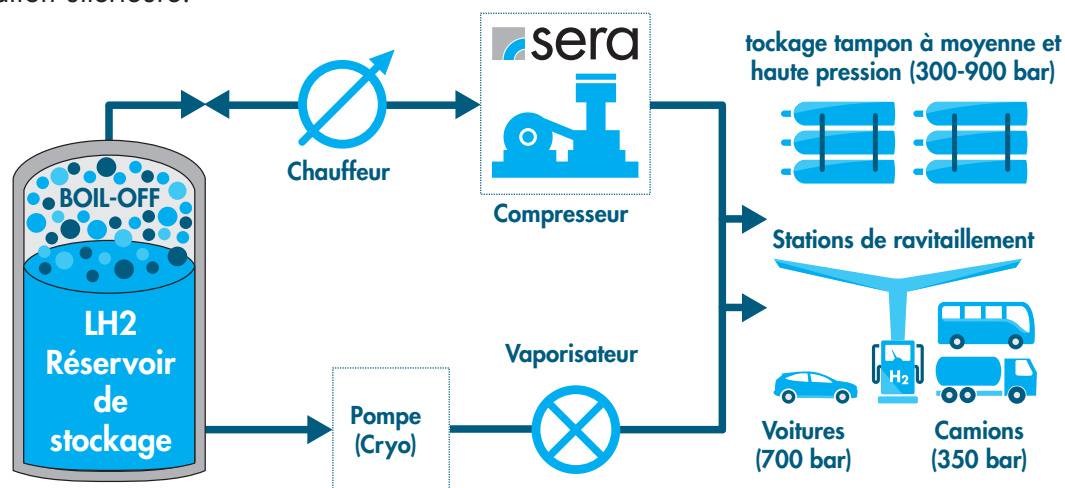 sera
tockage tampon à moyenne et
haute pression (300-900 bar)
Chauffeur
BOIL-OFF
Compresseur
Stations de ravitaillement
LH2
Réservoir
de
stockage
Vaporisateur
H2
Pompe
(Cryo)
Voitures
(700 bar)
Camions
(350 bar)